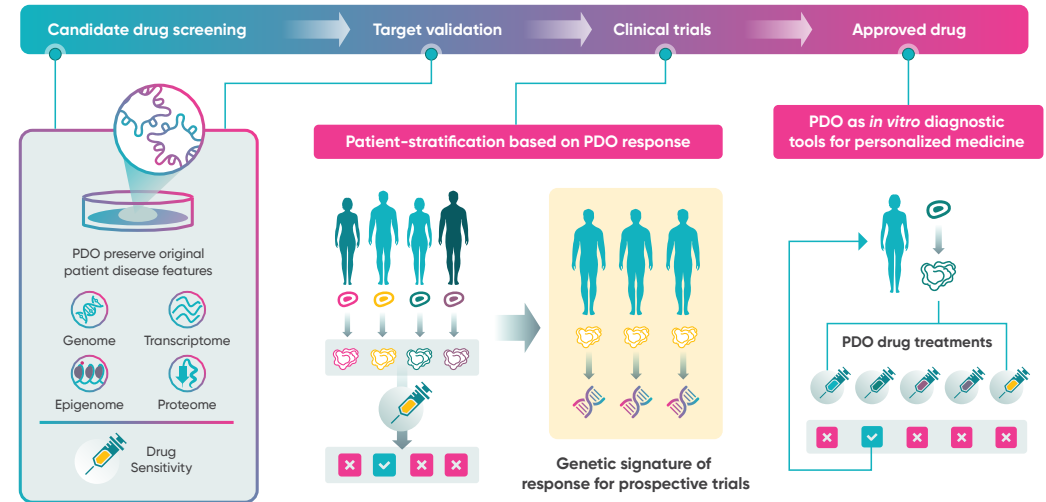 Candidate drug screening
Target validation
Clinical trials
Approved drug
PDO preserve original
patient disease features
Genome
Transcriptome
Epigenome
Proteome
Drug
Sensitivity
Patient-stratification based on PDO response
Genetic signature of
response for prospective trials
PDO as in vitro diagnostic
tools for personalized medicine
PDO drug treatments